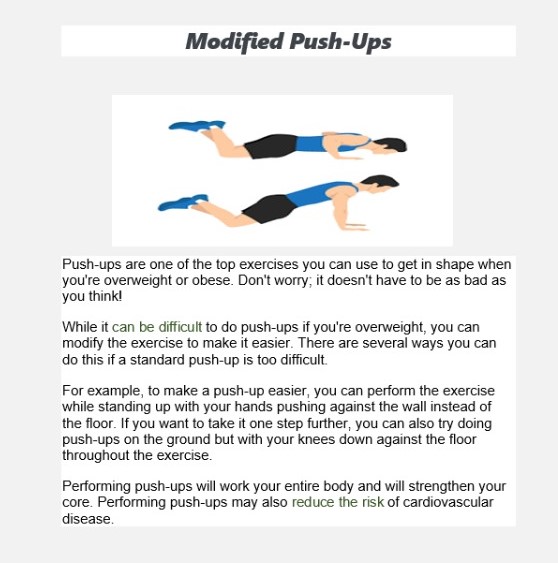 Modified Push-Ups
Push-ups are one of the top exercises you can use to get in shape when
you're overweight or obese. Don't worry; it doesn't have to be as bad as
you think!
While it can be difficult to do push-ups if you're overweight, you can
modify the exercise to make it easier. There are several ways you can
do this if a standard push-up is too difficult.
For example, to make a push-up easier, you can perform the exercise
while standing up with your hands pushing against the wall instead of
the floor. If you want to take it one step further, you can also try doing
push-ups on the ground but with your knees down against the floor
throughout the exercise.
Performing push-ups will work your entire body and will strengthen your
core. Performing push-ups may also reduce the risk of cardiovascular
disease.